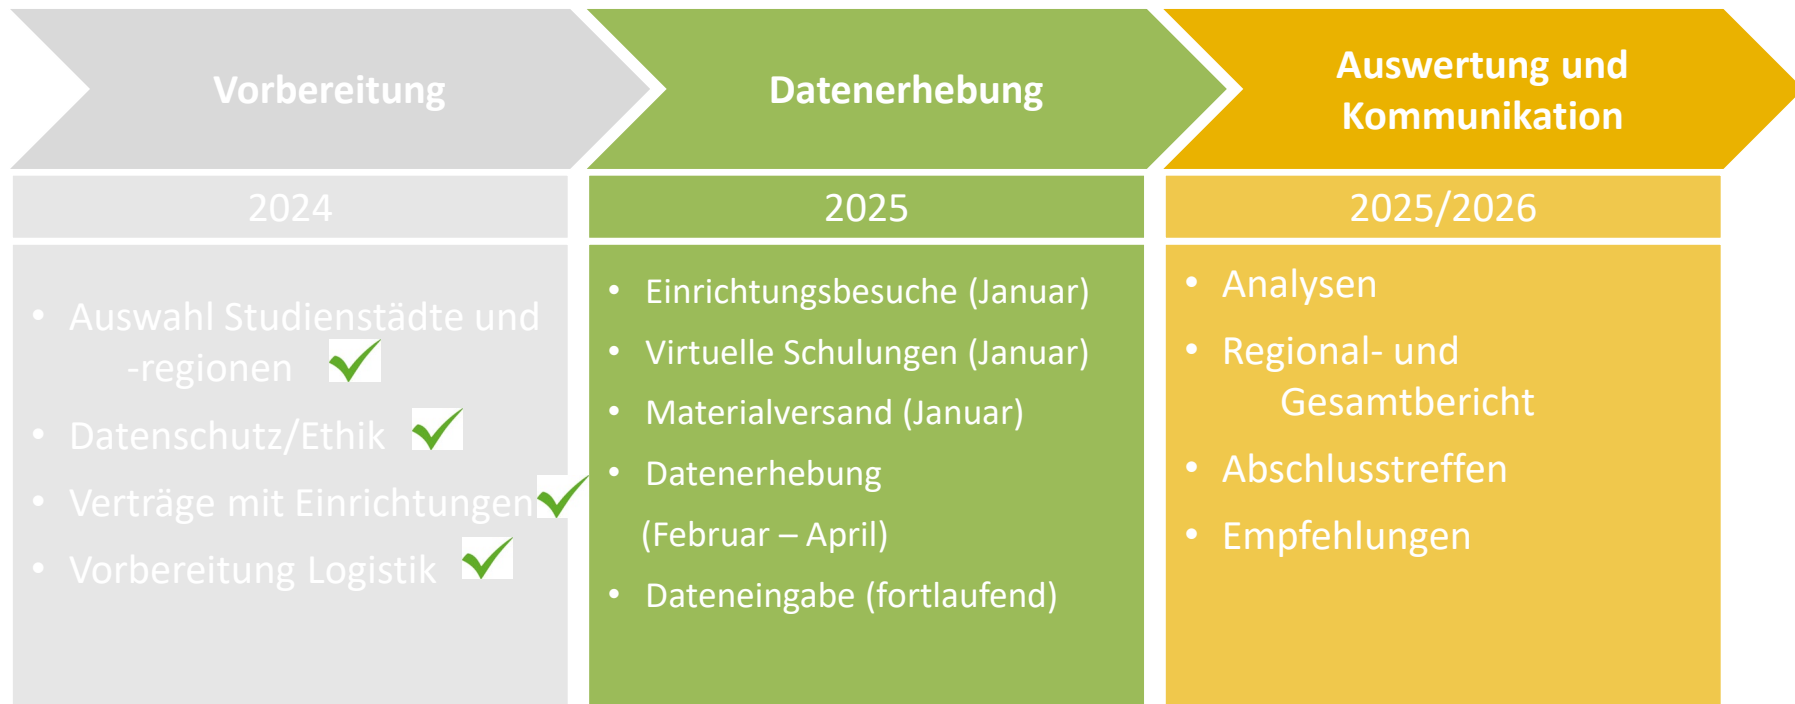 Vorbereitung
2024
• Auswahl Studienstädte und
-regionen
• Datenschutz/Ethik
• Verträge mit Einrichtungen
• Vorbereitung Logistik
Datenerhebung
2025
• Einrichtungsbesuche (Januar)
• Virtuelle Schulungen (Januar)
• Materialversand (Januar)
• Datenerhebung
(Februar – April)
• Dateneingabe (fortlaufend)
Auswertung und
Kommunikation
2025/2026
• Analysen
• Regional- und
Gesamtbericht
• Abschlusstreffen
• Empfehlungen